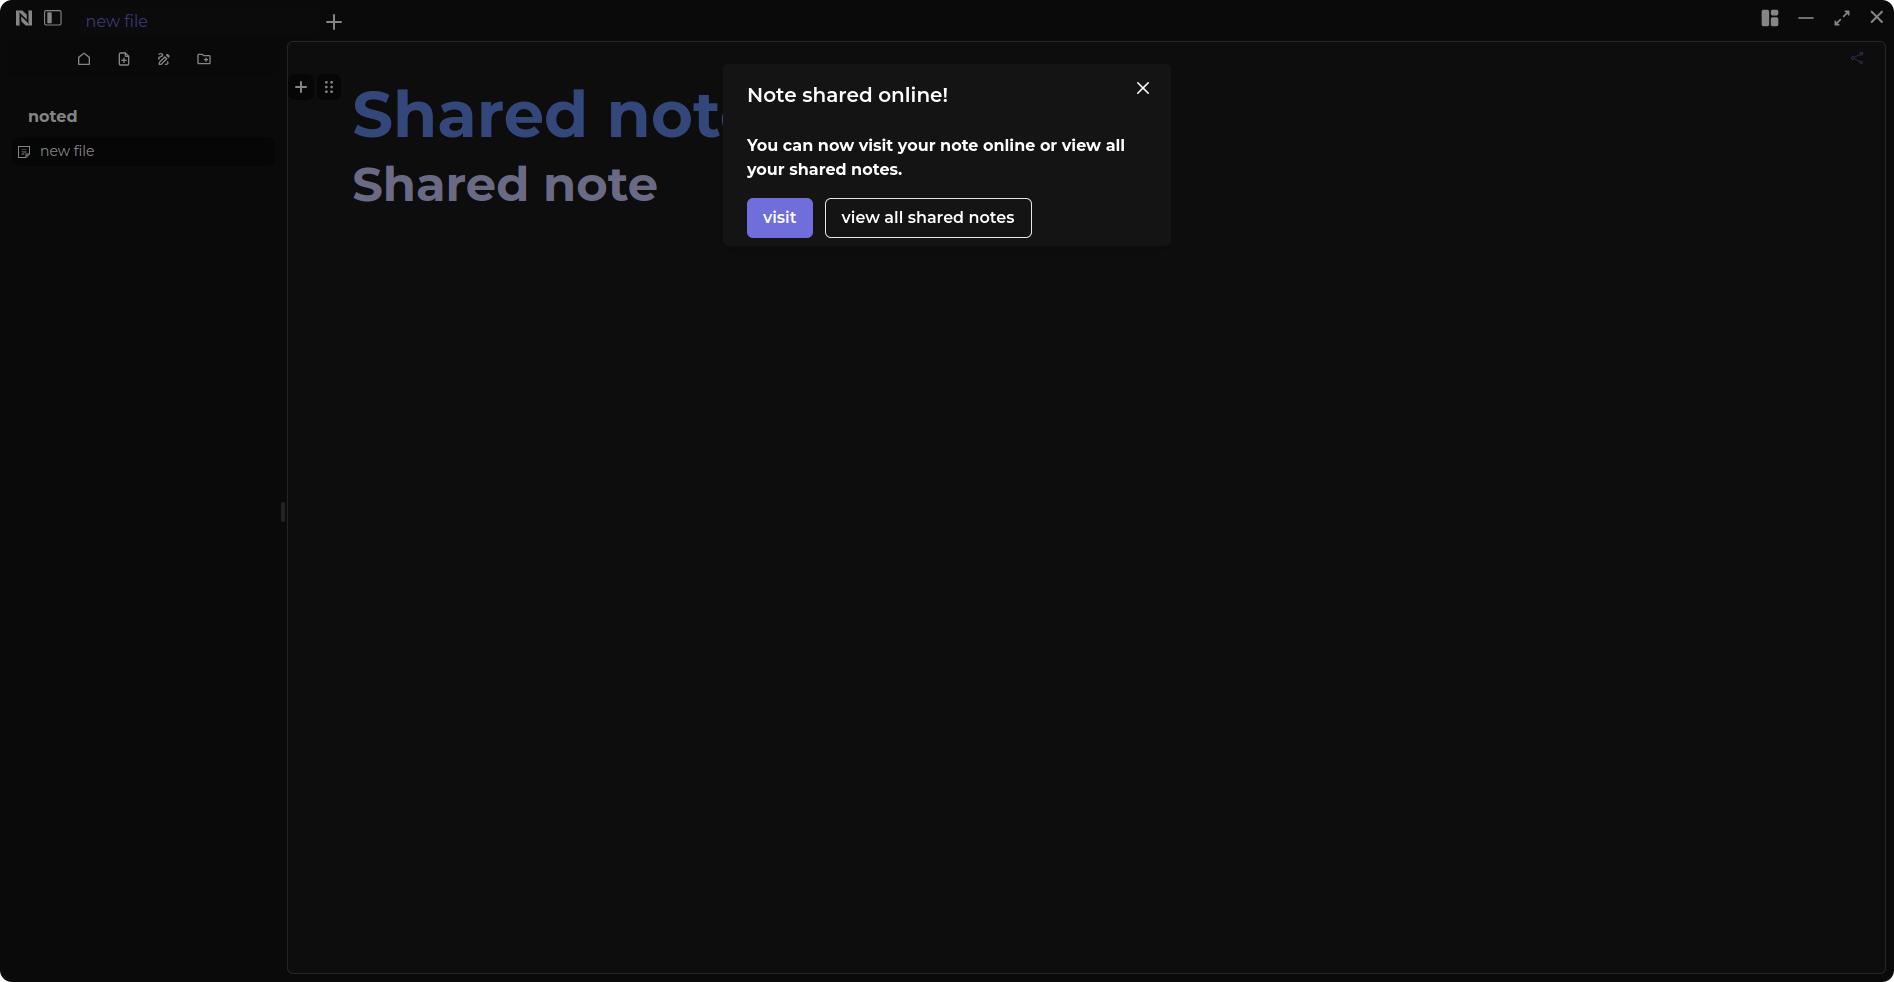 new file
noted
new file
Shared not
Shared note
Note shared online!
You can now visit your note online or view all
your shared notes.
visit
view all shared notes